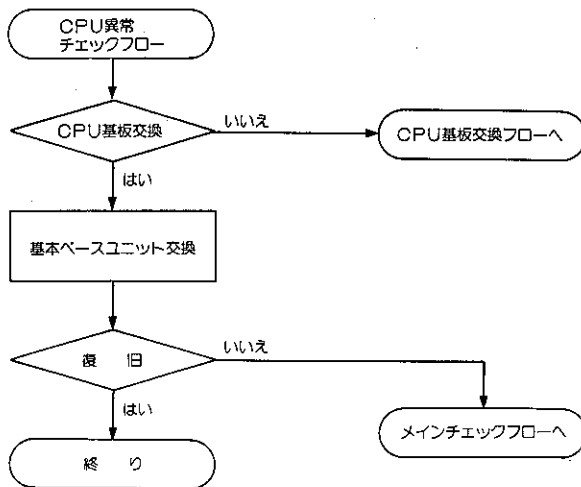 CPU異常
チェックフロー
CPU基板交換
いいえ
CPU基板交換フローへ
はい
基本ベースユニット交換
復 旧
いいえ
はい
メインチェックフローへ
終 り